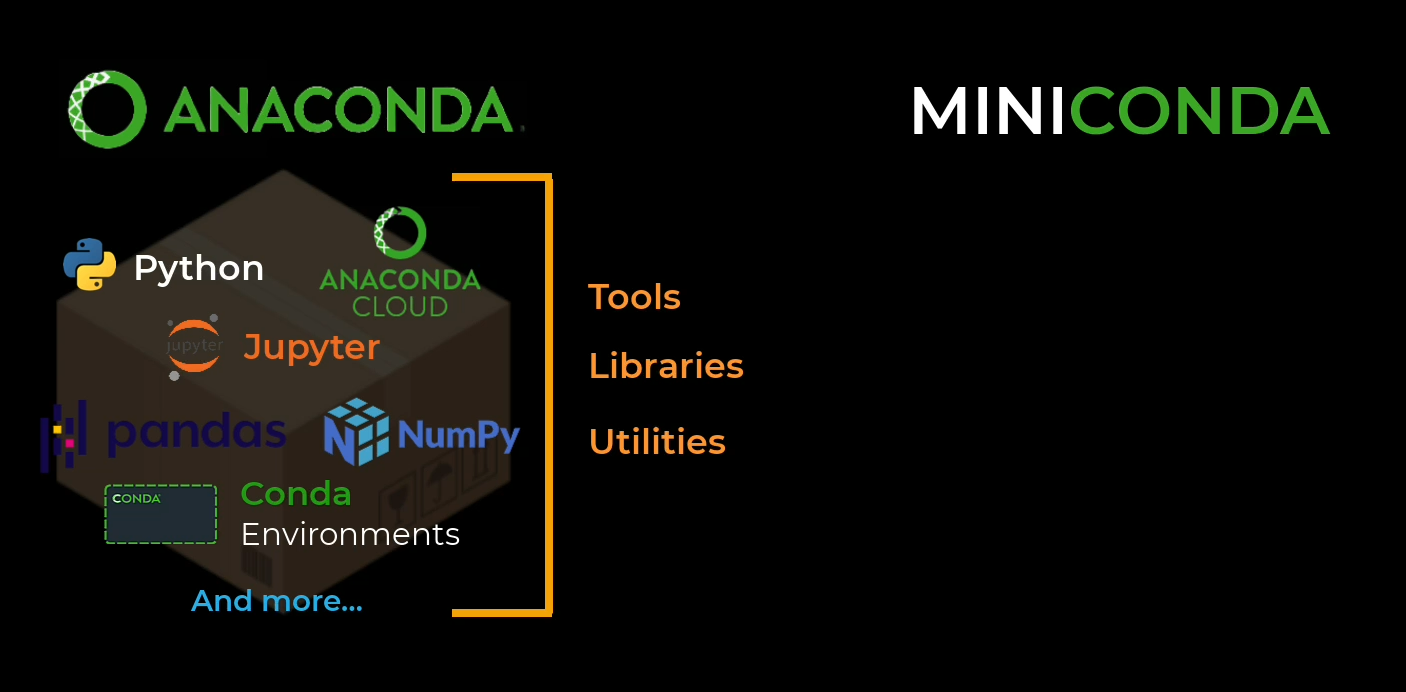 ANACONDA
MINICONDA
Python
ANACONDA
CLOUD
jupyter
Jupyter
pandas
NumPy
CONDA
Conda
Environments
And more...
Tools
Libraries
Utilities